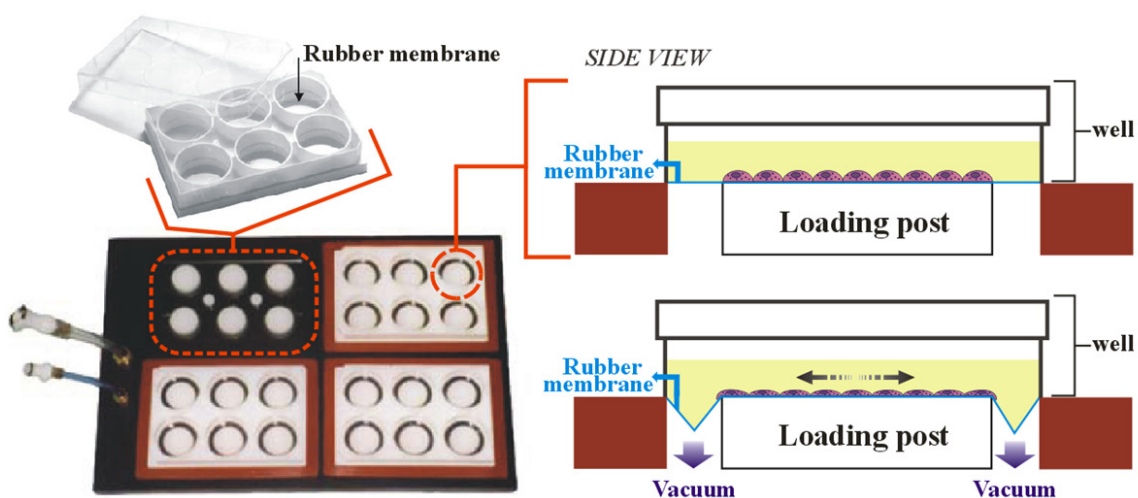 Rubber membrane
SIDE VIEW
Rubber
membrane
well
Loading post
Rubber
membrane
well
Loading post
Vacuum
Vacuum